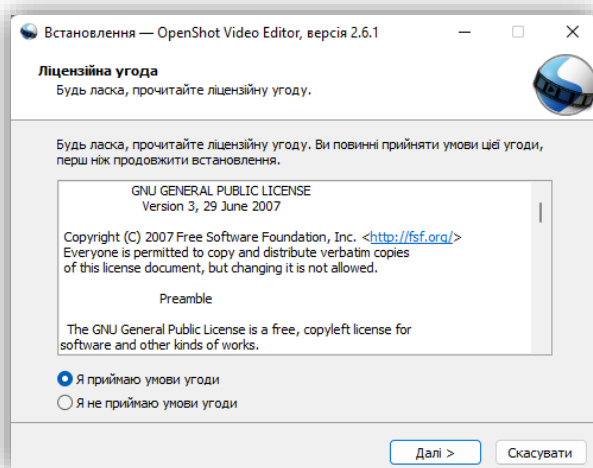 Встановлення — OpenShot Video Editor, версія 2.6.1
Ліцензійна угода
Будь ласка, прочитайте ліцензійну угоду.
Будь ласка, прочитайте ліцензійну угоду. Ви повинні прийняти умови цієї угоди,
перш ніж продовжити встановлення.
GNU GENERAL PUBLIC LICENSE
Version 3, 29 June 2007
Copyright (C) 2007 Free Software Foundation, Inc. <http://fsf.org/>
Everyone is permitted to copy and distribute verbatim copies
of this license document, but changing it is not allowed.
Preamble
The GNU General Public License is a free, copyleft license for
software and other kinds of works.
Я приймаю умови угоди
Я не приймаю умови угоди
Далі >
Скасувати